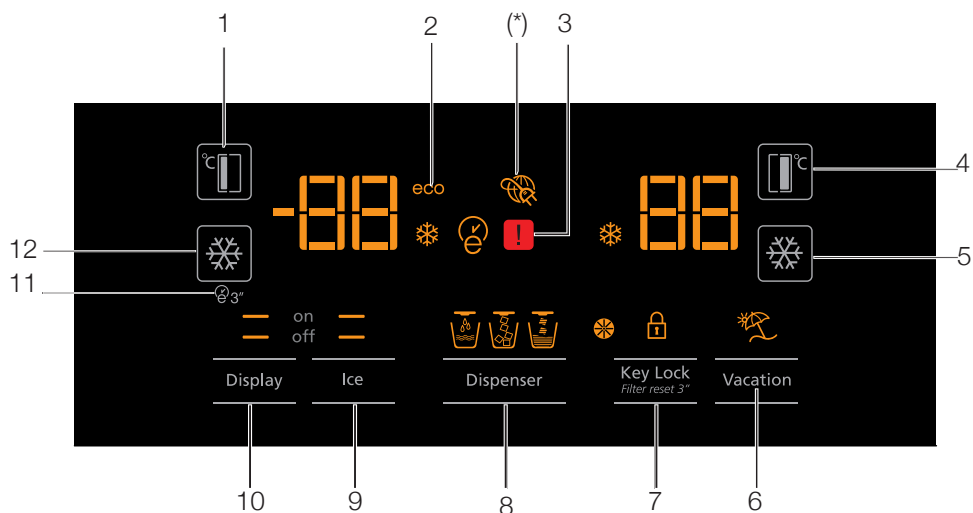 1 2 (*) 3
°C -88 eco 88 °C
4
12 e ! 5
11 e 3"
on
off
Display Ice Dispenser Key Lock Vacation
Filter reset 3"
10 9 8 7 6